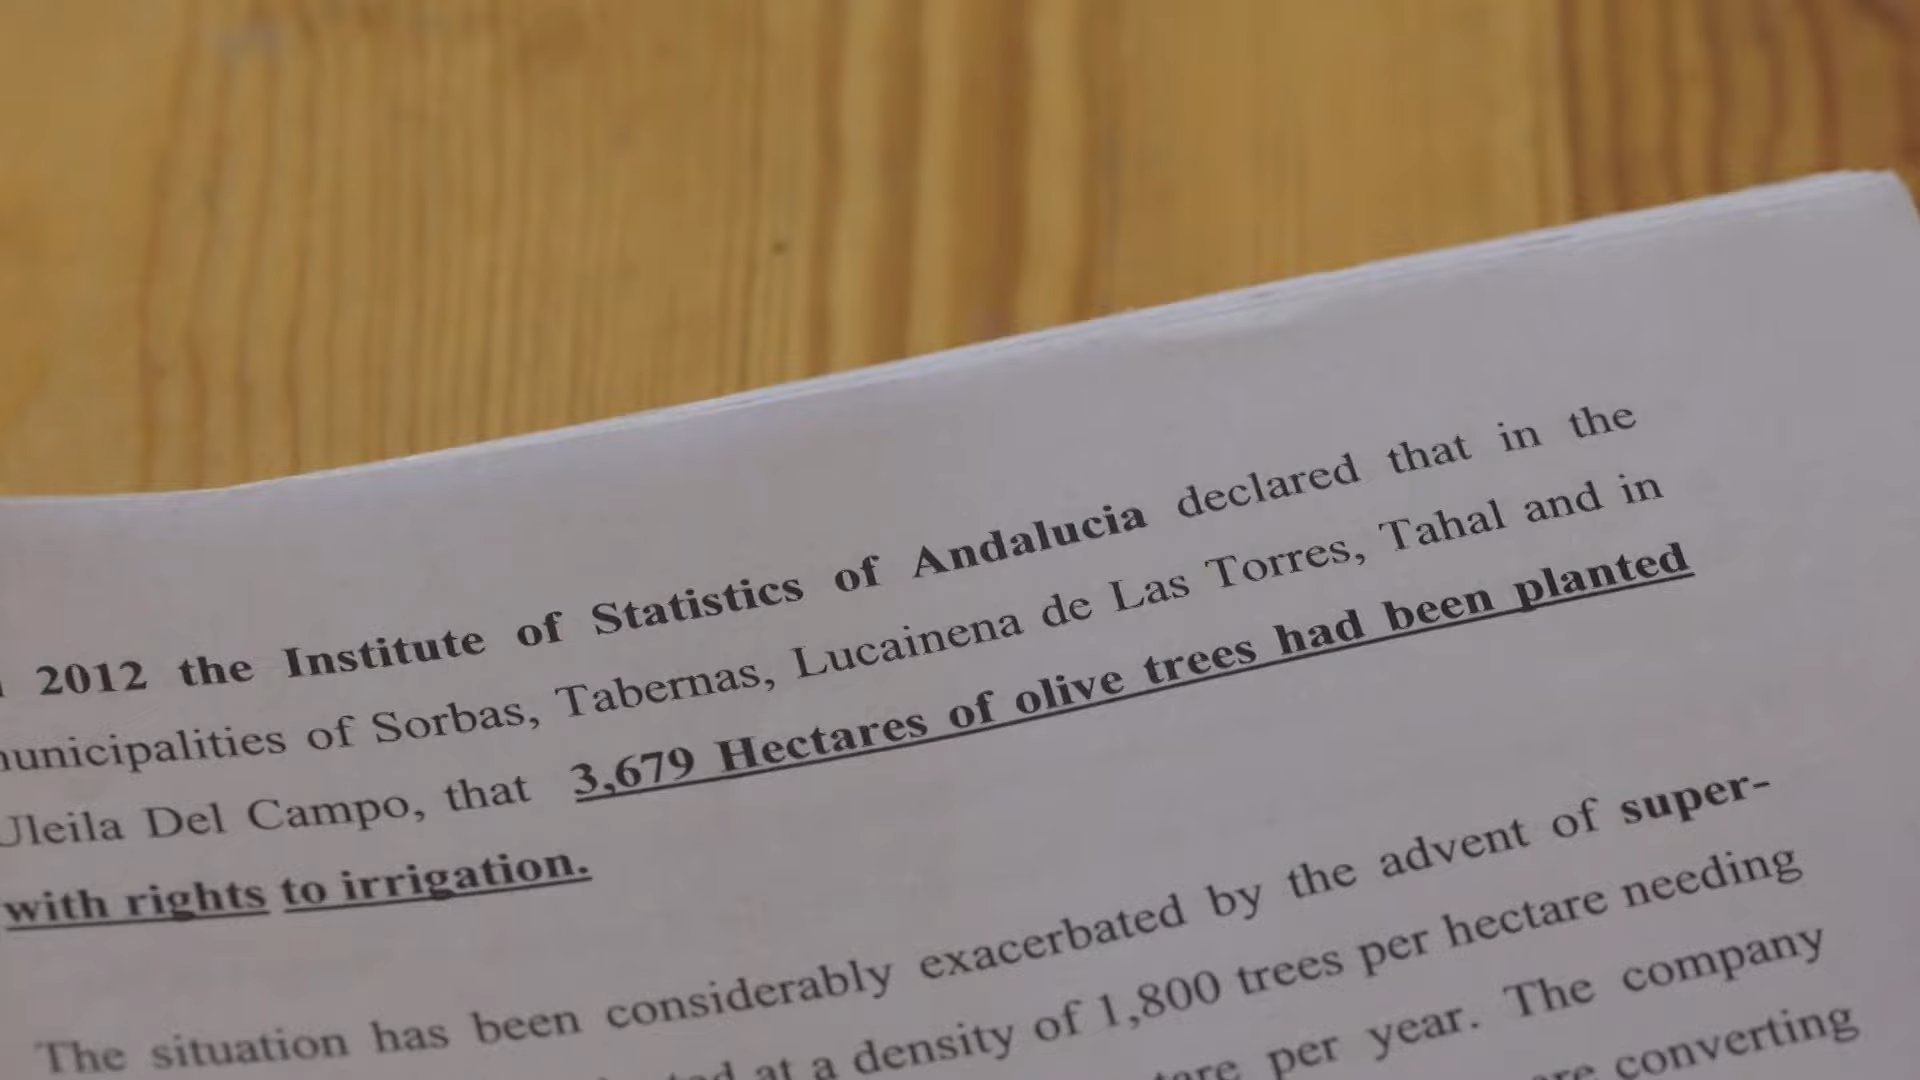 2012 the Institute of Statistics of Andalucia declared that in the
municipalities of Sorbas, Tabernas, Lucainena de Las Torres, Tahal and in
Uleila Del Campo, that 3,679 Hectares of olive trees had been planted
with rights to irrigation.
The situation has been considerably exacerbated by the advent of super-
at a density of 1,800 trees per hectare needing
per year. The company
converting